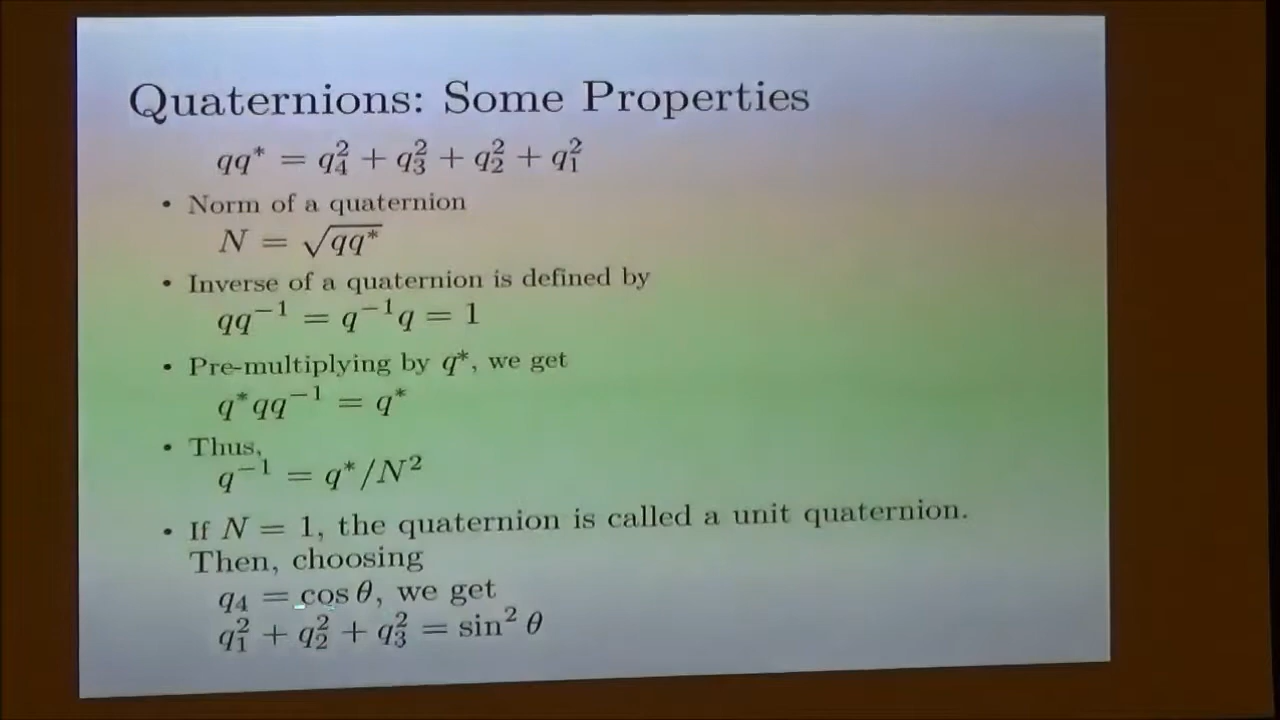 Quaternions: Some Properties
qq* = q₄² + q₃² + q₂² + q₁²
• Norm of a quaternion
N = √qq*
• Inverse of a quaternion is defined by
qq⁻¹ = q⁻¹q = 1
• Pre-multiplying by q*, we get
q*qq⁻¹ = q*
• Thus,
q⁻¹ = q*/N²
• If N = 1, the quaternion is called a unit quaternion.
Then, choosing
q₄ = cos θ, we get
q₁² + q₂² + q₃² = sin² θ